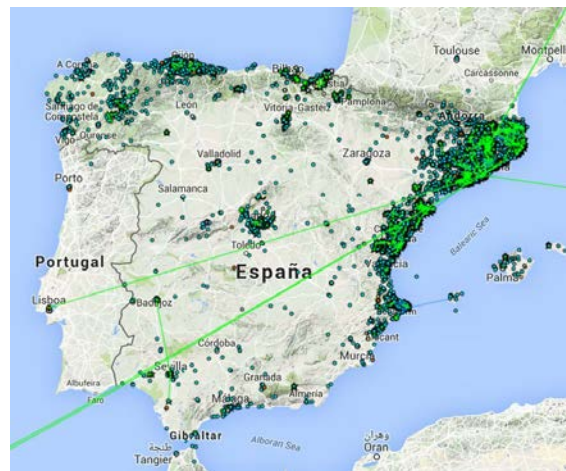 Toulouse
Montpell
Carcassonne
Gijón
A Cor
Bilbao
Santiago de
Compostela
León
Vitoria-Gasteiz
Pamplona
Andorra
Ourense
Vigo
Valladolid
Zaragoza
Porto
Salamanca
Toledo
Balearic Sea
Palma
Portugal
España
Lisboa
Badajoz
Córdoba
Murcia
Alacant
Albufeira
Faro
Sevilla
Granada
Málaga
Almería
Gibraltar
Alboran Sea
طنجة
Tangier
وهران
Oran